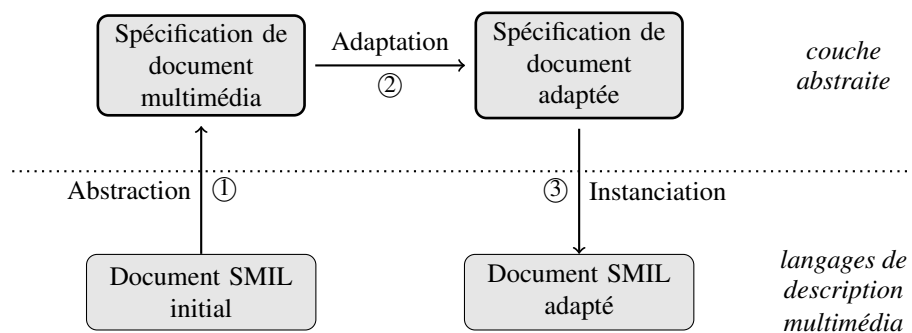 Spécification de
document
multimédia
Adaptation
②
Spécification de
document
adaptée
couche
abstraite
Abstraction
①
③
Instanciation
Document SMIL
initial
Document SMIL
adapté
langages de
description
multimédia